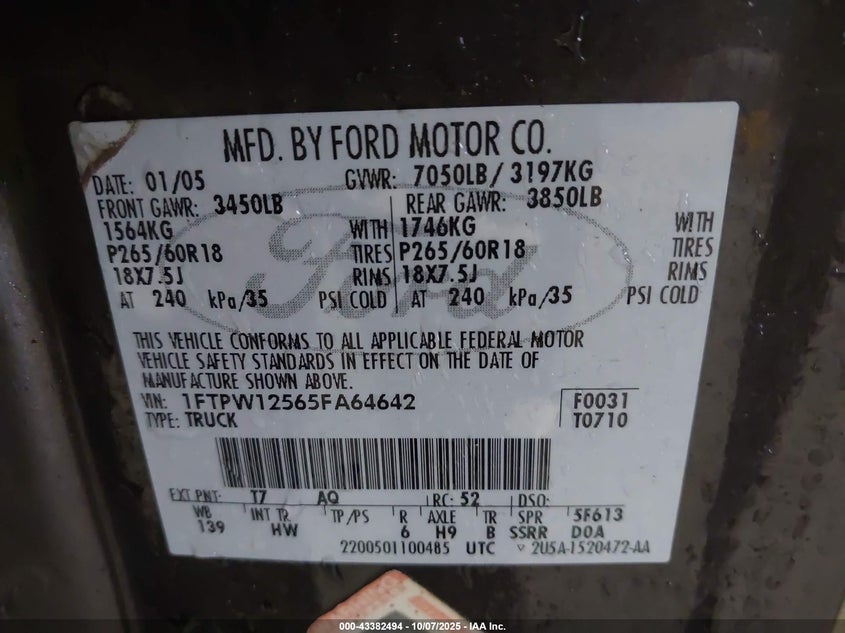 MFD. BY FORD MOTOR CO.
DATE: 01/05 GVWR: 7050LB/ 3197KG
FRONT GAWR: 3450LB REAR GAWR: 3850LB
1564KG WITH 1746KG WITH
P265/60R18 TIRES P265/60R18 TIRES
18X7.5J RIMS 18X7.5J RIMS
AT 240 kPa/35 PSI COLD AT 240 kPa/35 PSI COLD
Ford
THIS VEHICLE CONFORMS TO ALL APPLICABLE FEDERAL MOTOR
VEHICLE SAFETY STANDARDS IN EFFECT ON THE DATE OF
MANUFACTURE SHOWN ABOVE.
VIN: 1FTPW12565FA64642 F0031
TYPE: TRUCK T0710
EXT PNT: T7 AQ RC: 52 DSO:
WB INT TR TP/PS R AXLE TR SPR 5F613
139 HW 6 H9 B SSRR DOA
2200501100485 UTC ▽ 2U5A-1520472-AA
000-43382494 - 10/07/2025 - IAA Inc.